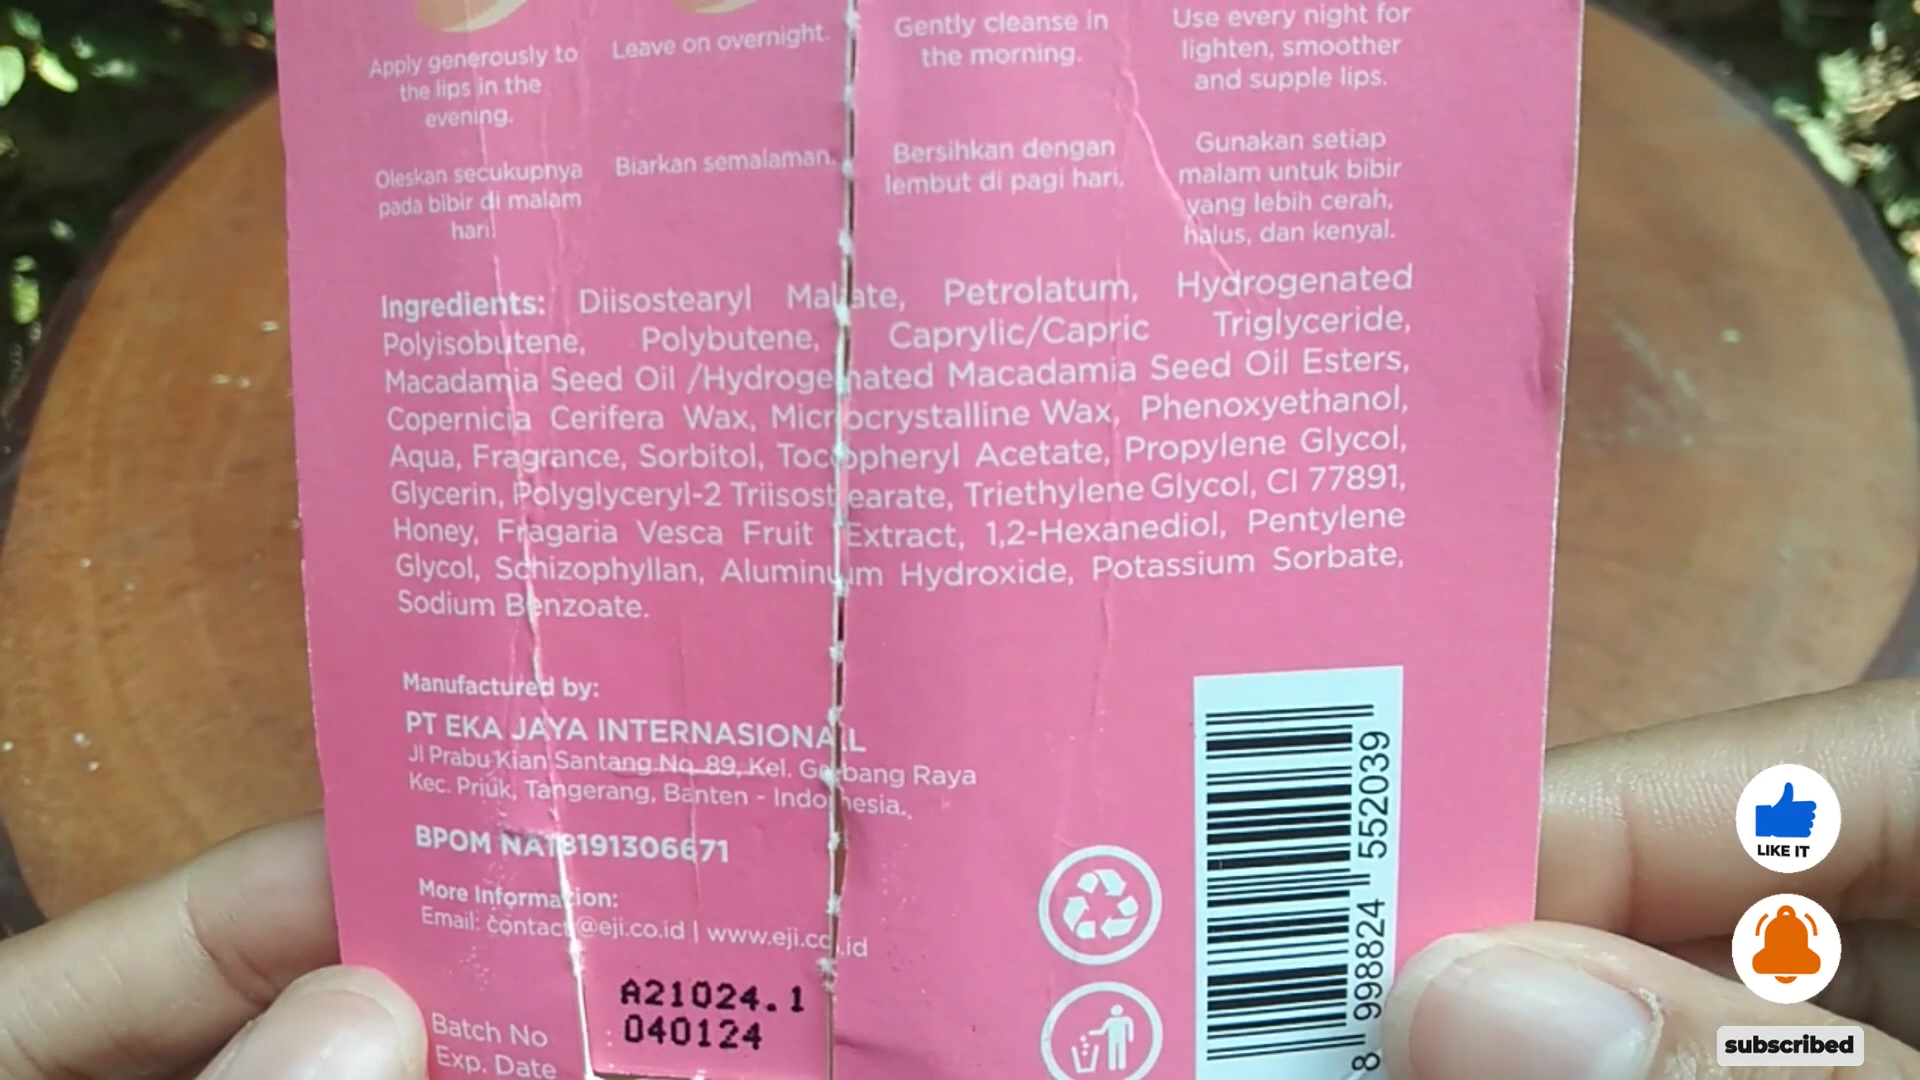 Apply generously to
the lips in the
evening.
Leave on overnight.
Gently cleanse in
the morning.
Use every night for
lighten, smoother
and supple lips.
Oleskan secukupnya
pada bibir di malam
hari
Biarkan semalaman.
Bersihkan dengan
lembut di pagi hari.
Gunakan setiap
malam untuk bibir
yang lebih cerah,
halus, dan kenyal.
Ingredients: Diisostearyl Malate, Petrolatum, Hydrogenated
Polyisobutene, Polybutene, Caprylic/Capric Triglyceride,
Macadamia Seed Oil /Hydrogenated Macadamia Seed Oil Esters,
Copernicia Cerifera Wax, Microcrystalline Wax, Phenoxyethanol,
Aqua, Fragrance, Sorbitol, Tocopheryl Acetate, Propylene Glycol,
Glycerin, Polyglyceryl-2 Triisostearate, Triethylene Glycol, CI 77891,
Honey, Fragaria Vesca Fruit Extract, 1,2-Hexanediol, Pentylene
Glycol, Schizophyllan, Aluminum Hydroxide, Potassium Sorbate,
Sodium Benzoate.
Manufactured by:
PT EKA JAYA INTERNASIONAL
Jl Prabu Kian Santang No. 89, Kel. Gerbang Raya
Kec. Priuk, Tangerang, Banten - Indonesia.
BPOM NA18191306671
More Information:
Email: contact@eji.co.id | www.eji.co.id
Batch No A21024.1
Exp. Date : 040124
8 998824 552039
LIKE IT
subscribed